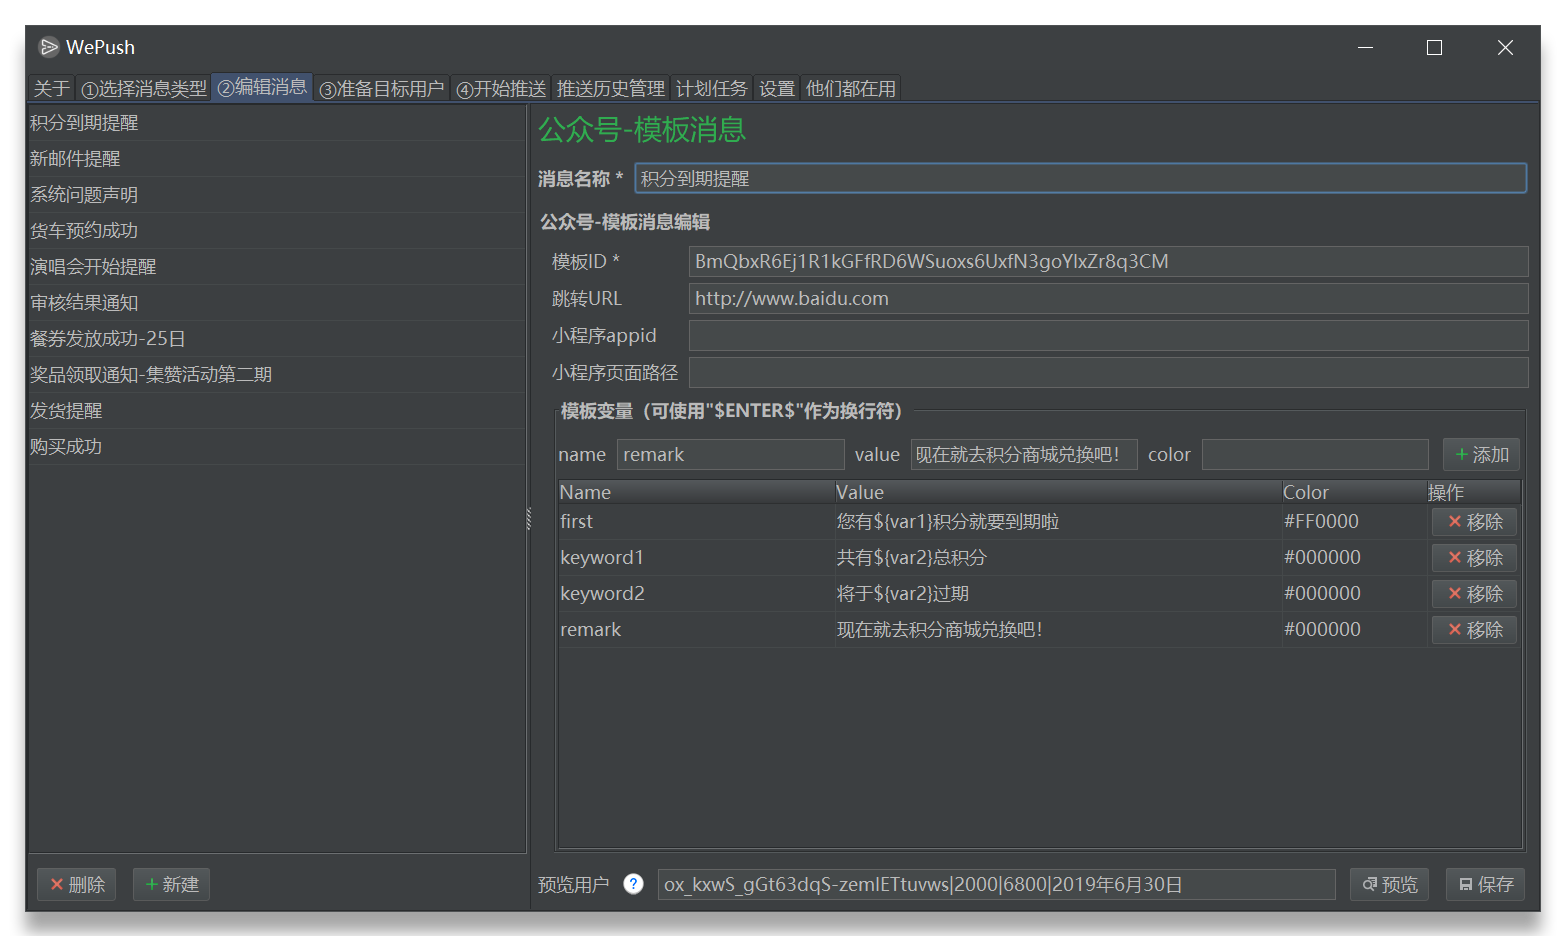 WePush
关于 ①选择消息类型 ②编辑消息 ③准备目标用户 ④开始推送 推送历史管理 计划任务 设置 他们都在用
积分到期提醒
新邮件提醒
系统问题声明
货车预约成功
演唱会开始提醒
审核结果通知
餐券发放成功-25日
奖品领取通知-集赞活动第二期
发货提醒
购买成功
删除 新建
公众号-模板消息
消息名称 * 积分到期提醒
公众号-模板消息编辑
模板ID * BmQbxR6Ej1R1kGFfRD6WSuoxs6UxfN3goYIxZr8q3CM
跳转URL http://www.baidu.com
小程序appid
小程序页面路径
模板变量（可使用"$ENTER$"作为换行符）
name remark value 现在就去积分商城兑换吧! color 添加
Name Value Color 操作
first 您有${var1}积分就要到期啦 #FF0000 移除
keyword1 共有${var2}总积分 #000000 移除
keyword2 将于${var2}过期 #000000 移除
remark 现在就去积分商城兑换吧! #000000 移除
预览用户 ? ox_kxwS_gGt63dqS-zemlETtuvws|2000|6800|2019年6月30日 预览 保存